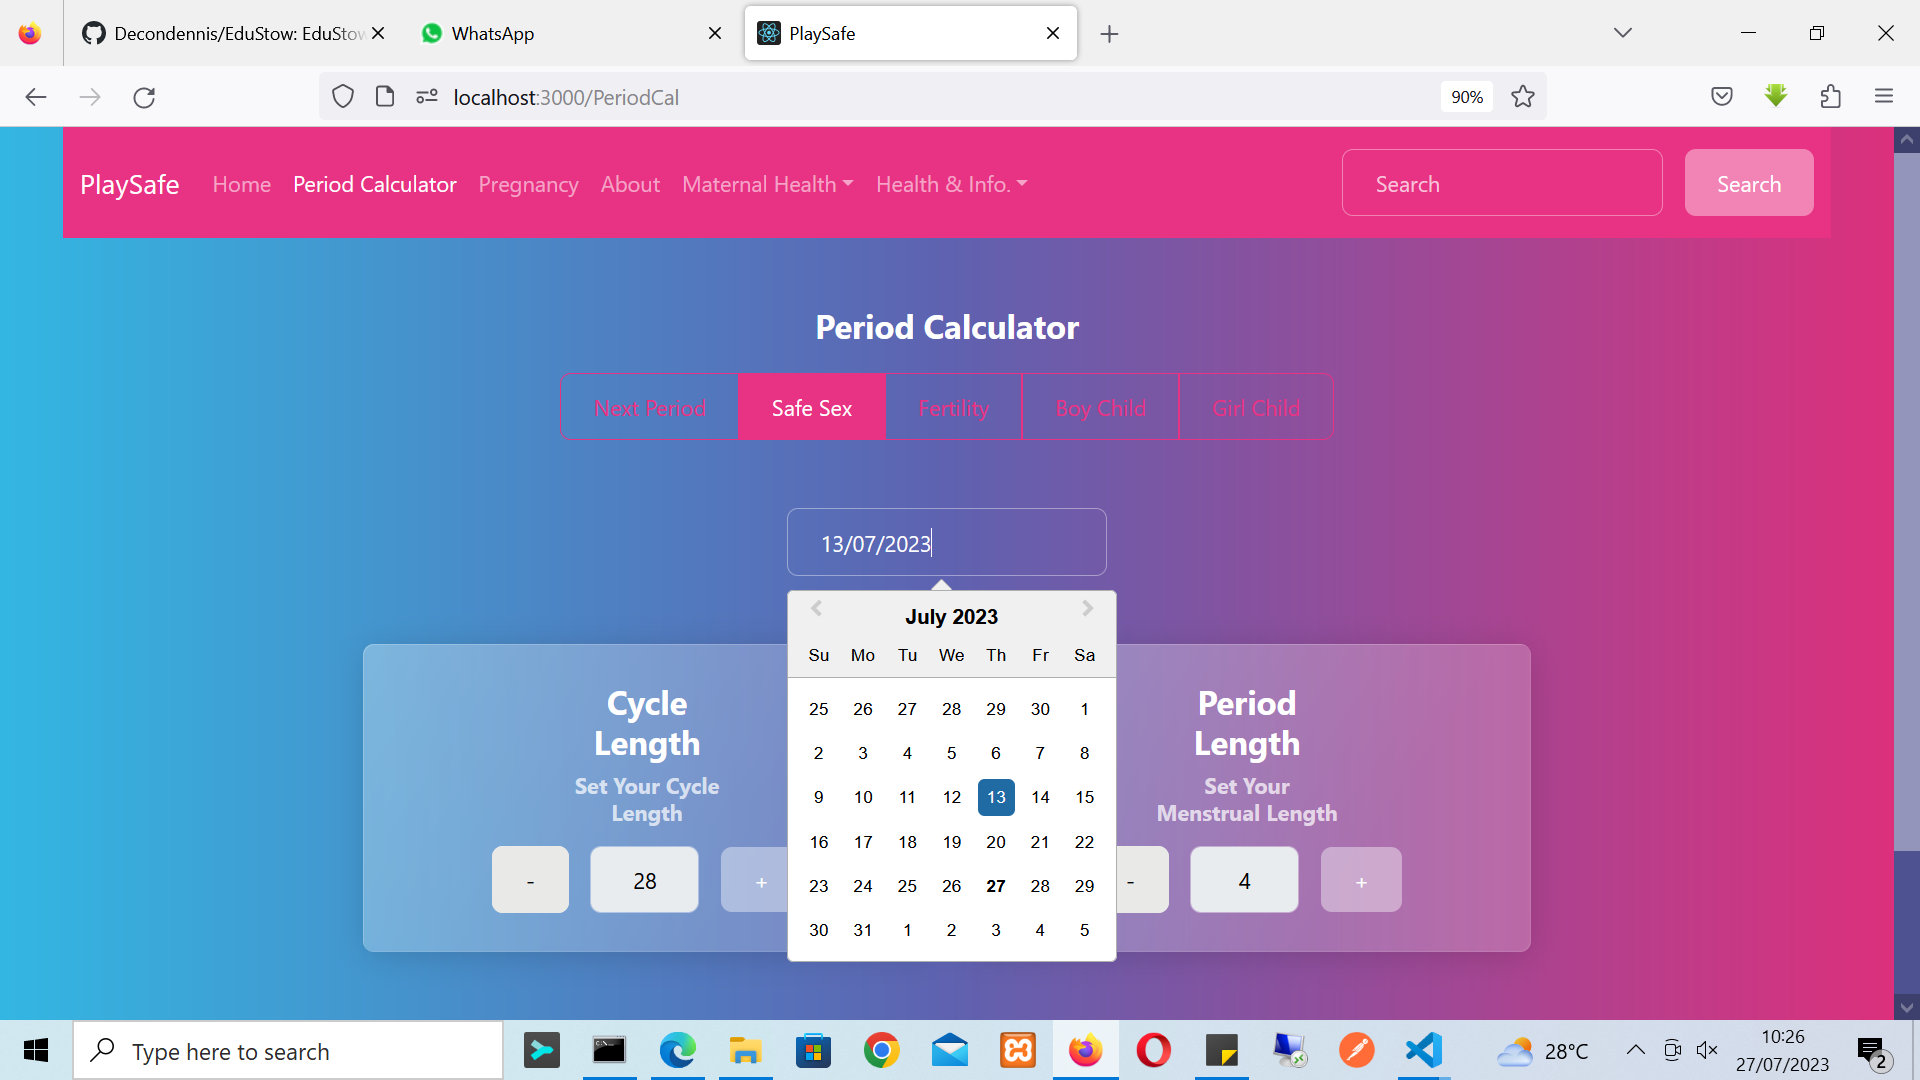 Decondennis/EduStow: EduStow
WhatsApp
PlaySafe
localhost:3000/PeriodCal
90%
PlaySafe
Home
Period Calculator
Pregnancy
About
Maternal Health
Health & Info.
Search
Search
Period Calculator
Next Period
Safe Sex
Fertility
Boy Child
Girl Child
13/07/2023
July 2023
Su Mo Tu We Th Fr Sa
25 26 27 28 29 30 1
2 3 4 5 6 7 8
9 10 11 12 13 14 15
16 17 18 19 20 21 22
23 24 25 26 27 28 29
30 31 1 2 3 4 5
Cycle
Length
Set Your Cycle
Length
- 28 +
Period
Length
Set Your
Menstrual Length
- 4 +
Type here to search
28°C
10:26
27/07/2023
2